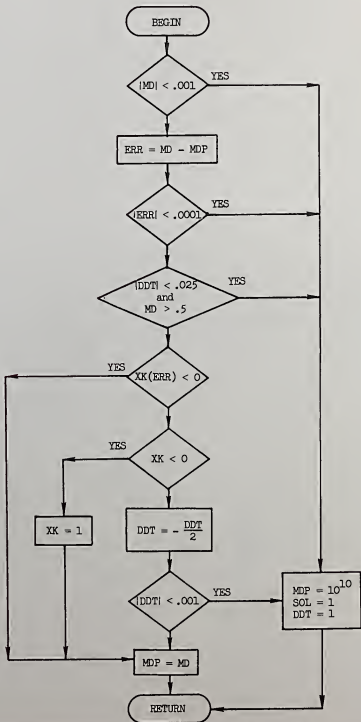 BEGIN
|MD| < .001
YES
ERR = MD - MDP
|ERR| < .0001
YES
|DDT| < .025
and
MD > .5
YES
YES
XK(ERR) < 0
YES
XK < 0
XK = 1
DDT = - DDT
2
|DDT| < .001
YES
MDP = 10^10
SOL = 1
DDT = 1
MDP = MD
RETURN